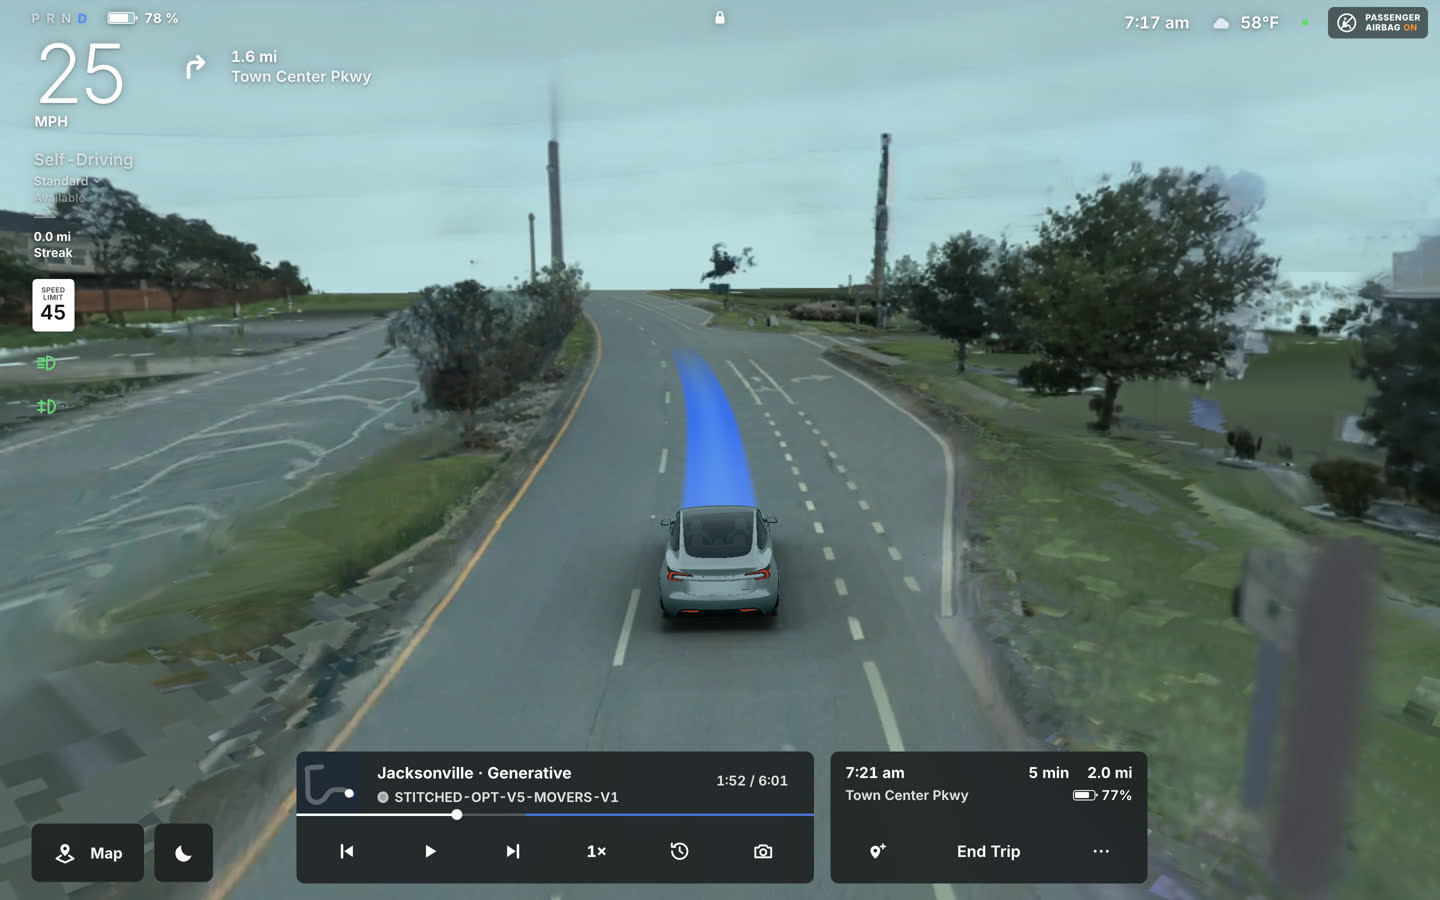 P R N D
78 %
7:17 am
58°F
PASSENGER
AIRBAG ON
25
MPH
1.6 mi
Town Center Pkwy
Self-Driving
Standard
Available
0.0 mi
Streak
SPEED
LIMIT
45
Jacksonville · Generative
STITCHED-OPT-V5-MOVERS-V1
1:52 / 6:01
1×
7:21 am
5 min
2.0 mi
Town Center Pkwy
77%
End Trip
Map